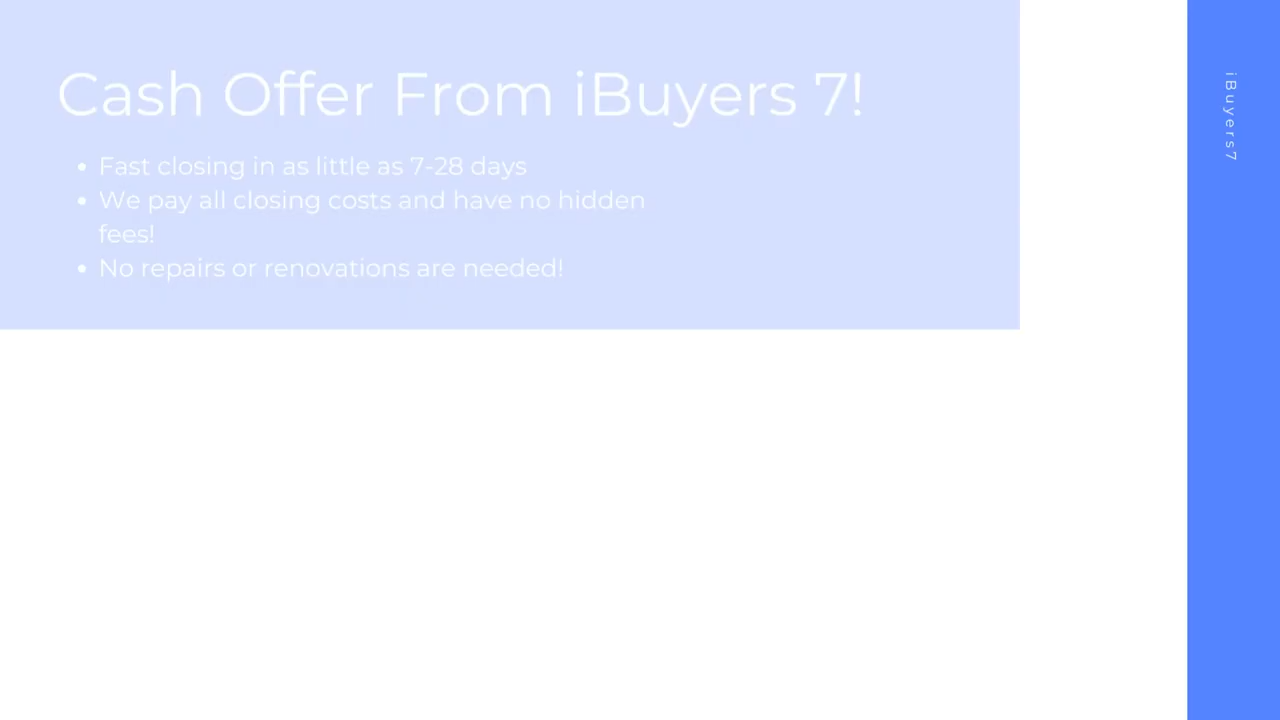 Cash Offer From iBuyers 7!
• Fast closing in as little as 7-28 days
• We pay all closing costs and have no hidden
fees!
• No repairs or renovations are needed!
iBuyers7